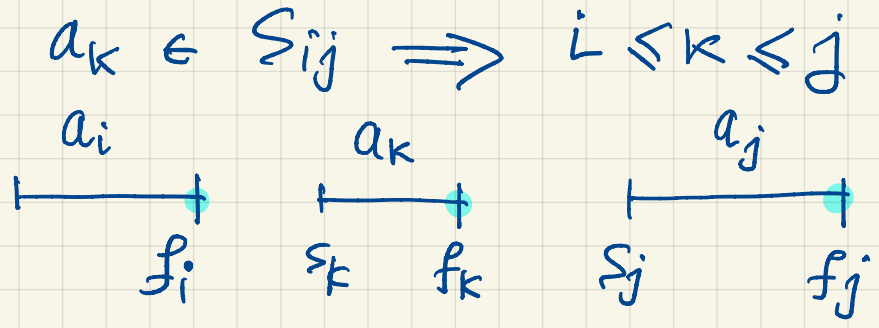 aₖ ∈ Sᵢⱼ ⟹ i ≤ k ≤ j
aᵢ aₖ aⱼ
fᵢ sₖ fₖ sⱼ fⱼ